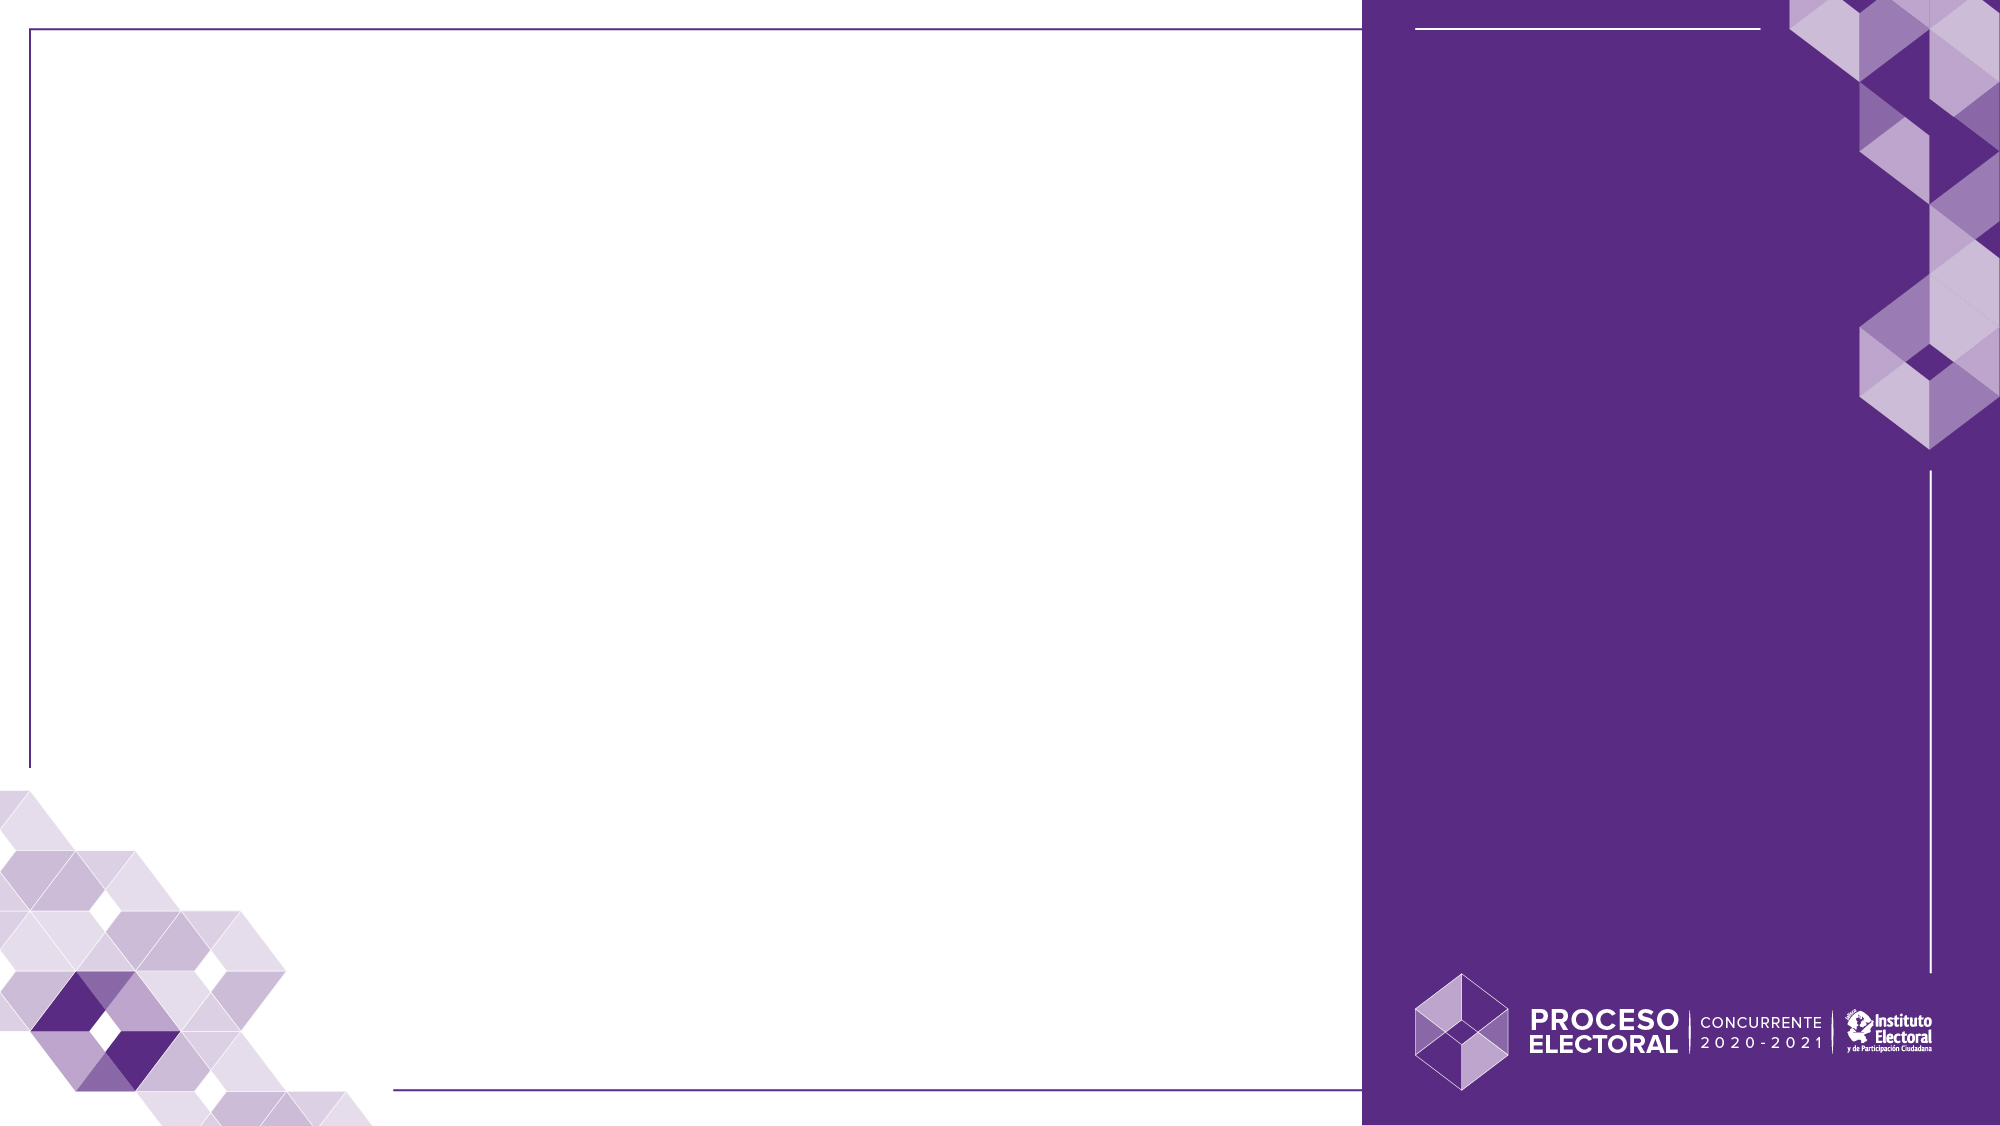 PROCESO
ELECTORAL
CONCURRENTE
2020-2021
Instituto
Electoral
y de Participación Ciudadana